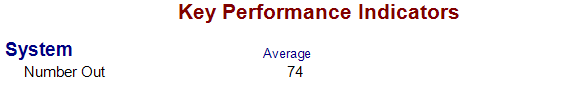 Key Performance Indicators
System Average
Number Out 74